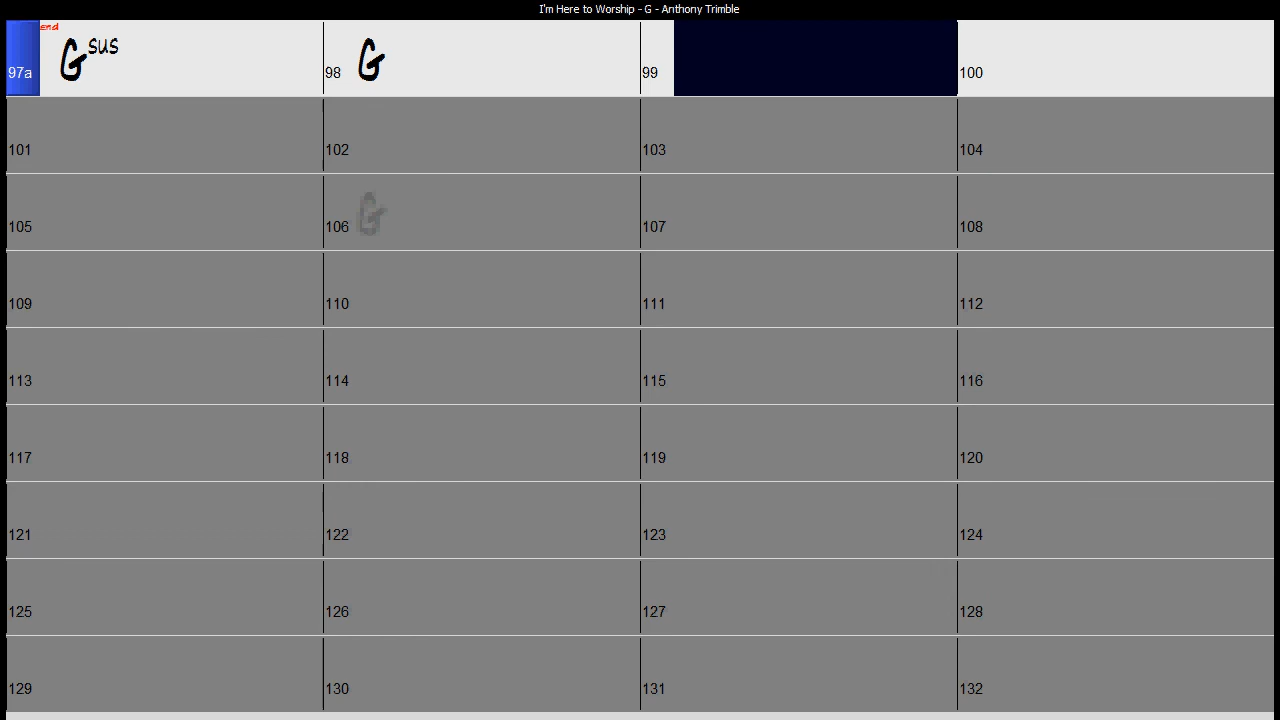 I'm Here to Worship - G - Anthony Trimble
End
97a Gsus 98 G 99 100
101 102 103 104
105 106 G 107 108
109 110 111 112
113 114 115 116
117 118 119 120
121 122 123 124
125 126 127 128
129 130 131 132